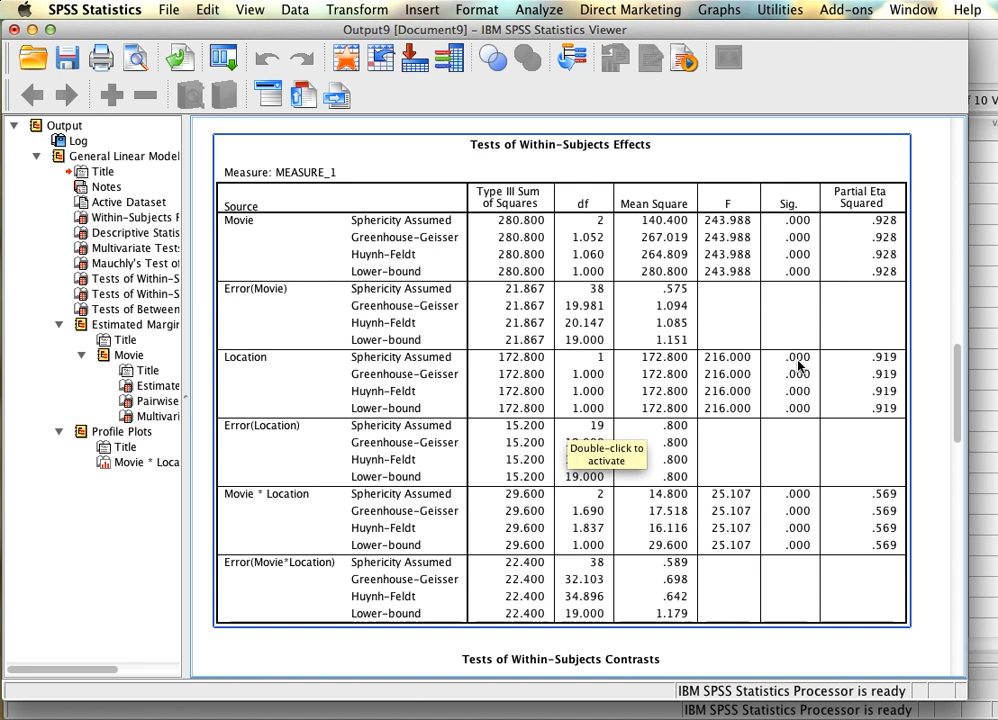 SPSS Statistics File Edit View Data Transform Insert Format Analyze Direct Marketing Graphs Utilities Add-ons Window Help
Output9 [Document9] – IBM SPSS Statistics Viewer
Output
Log
General Linear Model
Title
Notes
Active Dataset
Within-Subjects F
Descriptive Statis
Multivariate Test
Mauchly's Test of
Tests of Within-S
Tests of Within-S
Tests of Between
Estimated Margin
Title
Movie
Title
Estimate
Pairwise
Multivari
Profile Plots
Title
Movie * Loca
Tests of Within-Subjects Effects
Measure: MEASURE_1
Source Type III Sum of Squares df Mean Square F Sig. Partial Eta Squared
Movie Sphericity Assumed 280.800 2 140.400 243.988 .000 .928
Greenhouse-Geisser 280.800 1.052 267.019 243.988 .000 .928
Huynh-Feldt 280.800 1.060 264.809 243.988 .000 .928
Lower-bound 280.800 1.000 280.800 243.988 .000 .928
Error(Movie) Sphericity Assumed 21.867 38 .575
Greenhouse-Geisser 21.867 19.981 1.094
Huynh-Feldt 21.867 20.147 1.085
Lower-bound 21.867 19.000 1.151
Location Sphericity Assumed 172.800 1 172.800 216.000 .000 .919
Greenhouse-Geisser 172.800 1.000 172.800 216.000 .000 .919
Huynh-Feldt 172.800 1.000 172.800 216.000 .000 .919
Lower-bound 172.800 1.000 172.800 216.000 .000 .919
Error(Location) Sphericity Assumed 15.200 19 .800
Greenhouse-Geisser 15.200 .800
Huynh-Feldt 15.200 .800
Lower-bound 15.200 19.000 .800
Double-click to
activate
Movie * Location Sphericity Assumed 29.600 2 14.800 25.107 .000 .569
Greenhouse-Geisser 29.600 1.690 17.518 25.107 .000 .569
Huynh-Feldt 29.600 1.837 16.116 25.107 .000 .569
Lower-bound 29.600 1.000 29.600 25.107 .000 .569
Error(Movie*Location) Sphericity Assumed 22.400 38 .589
Greenhouse-Geisser 22.400 32.103 .698
Huynh-Feldt 22.400 34.896 .642
Lower-bound 22.400 19.000 1.179
Tests of Within-Subjects Contrasts
IBM SPSS Statistics Processor is ready
IBM SPSS Statistics Processor is ready